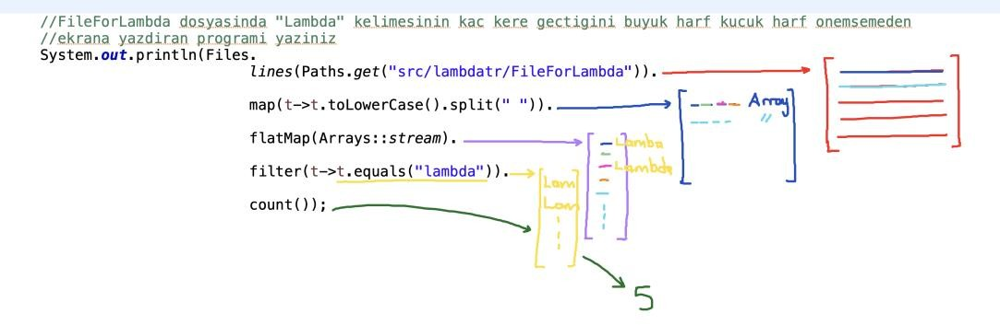 //FileForLambda dosyasinda "Lambda" kelimesinin kac kere gectigini buyuk harf kucuk harf onemsemeden
//ekrana yazdiran programi yaziniz
System.out.println(Files.
lines(Paths.get("src/lambdatr/FileForLambda")).
map(t->t.toLowerCase().split(" ")).
Array
//
flatMap(Arrays::stream).
Lamba
filter(t->t.equals("lambda")).
Lambda
Lam
count());
Lam
5